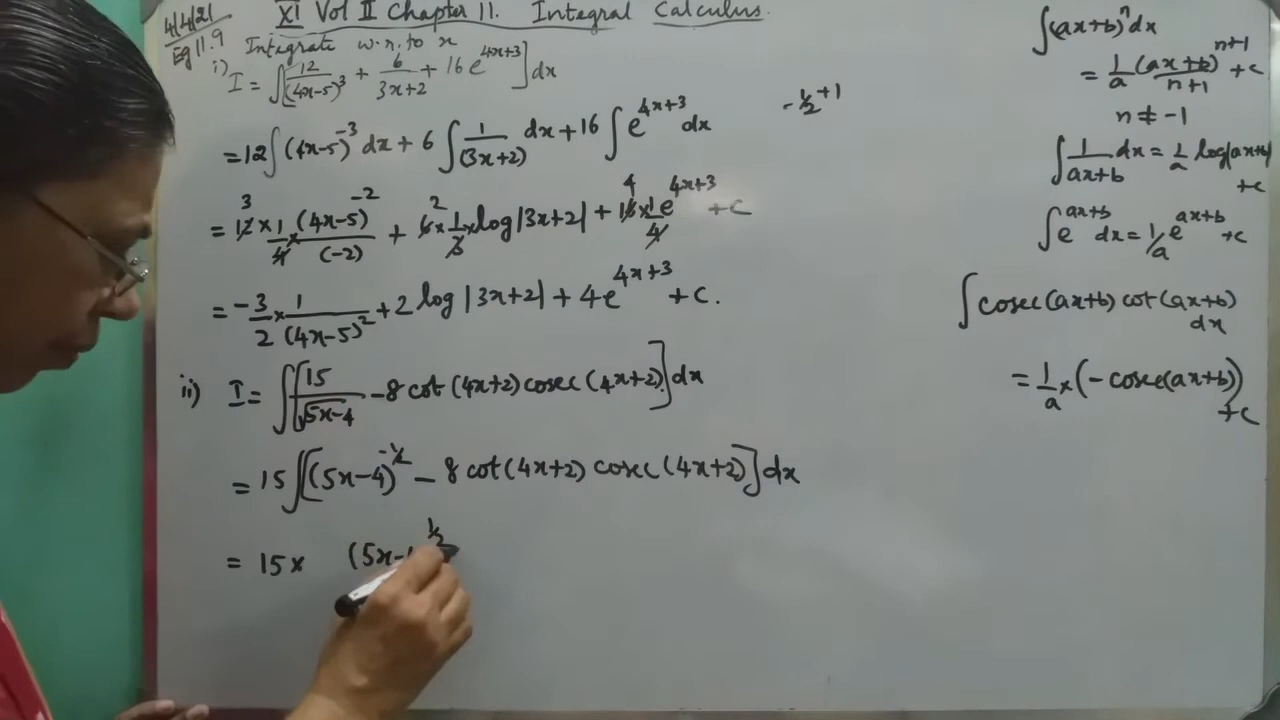 4/4/21
XI Vol II Chapter 11. Integral Calculus.
Eg 11.9 Integrate w.r. to x
i) I = ∫[12/(4x-5)^3 + 6/(3x+2) + 16 e^(4x+3)] dx
= 12∫(4x-5)^-3 dx + 6∫1/(3x+2) dx + 16∫e^(4x+3) dx
= 12 3 × 1/4 × (4x-5)^-2/(-2) + 6 2 × 1/3 × log|3x+2| + 16 4 × 1/4 e^(4x+3) + c
= -3/2 × 1/(4x-5)^2 + 2 log|3x+2| + 4e^(4x+3) + c.
ii) I = ∫[15/√(5x-4) - 8 cot(4x+2) cosec(4x+2)] dx
= 15∫[(5x-4)^-1/2 - 8 cot(4x+2) cosec(4x+2)] dx
= 15 × (5x- 1/2
-1/2 +1
∫(ax+b)^n dx
= 1/a (ax+b)^(n+1)/(n+1) + c
n ≠ -1
∫1/(ax+b) dx = 1/a log|ax+b|
+c
∫e^(ax+b) dx = 1/a e^(ax+b) + c
∫cosec(ax+b) cot(ax+b)
dx
= 1/a × (-cosec(ax+b))
+c